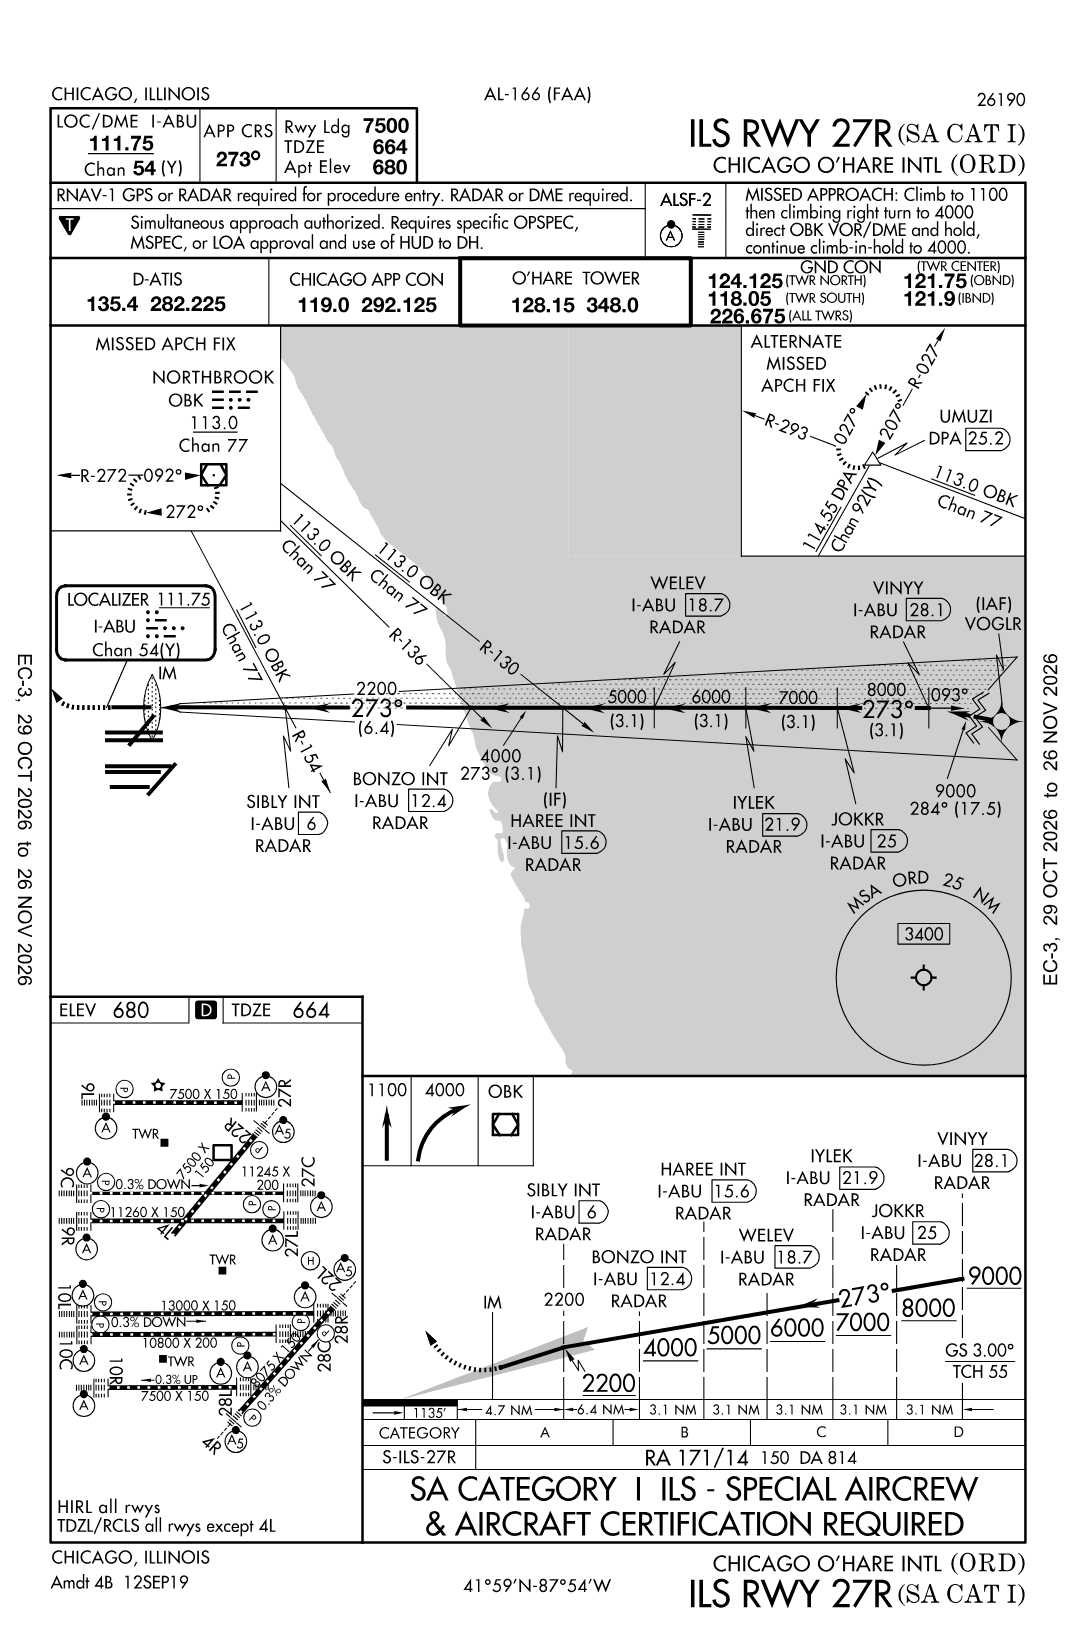 CHICAGO, ILLINOIS
AL-166 (FAA)
26190
LOC/DME I-ABU
111.75
Chan 54 (Y)
APP CRS
273°
Rwy Ldg 7500
TDZE 664
Apt Elev 680
ILS RWY 27R (SA CAT I)
CHICAGO O'HARE INTL (ORD)
RNAV-1 GPS or RADAR required for procedure entry. RADAR or DME required.
T
Simultaneous approach authorized. Requires specific OPSPEC,
MSPEC, or LOA approval and use of HUD to DH.
ALSF-2
A
MISSED APPROACH: Climb to 1100
then climbing right turn to 4000
direct OBK VOR/DME and hold,
continue climb-in-hold to 4000.
D-ATIS
135.4 282.225
CHICAGO APP CON
119.0 292.125
O'HARE TOWER
128.15 348.0
GND CON
124.125 (TWR NORTH)
118.05 (TWR SOUTH)
226.675 (ALL TWRS)
(TWR CENTER)
121.75 (OBND)
121.9 (IBND)
MISSED APCH FIX
NORTHBROOK
OBK
113.0
Chan 77
R-272
092°
272°
ALTERNATE
MISSED
APCH FIX
R-027
R-293
027°
207°
UMUZI
DPA 25.2
113.0 OBK
Chan 77
114.55 DPA
Chan 92(Y)
113.0 OBK
Chan 77
113.0 OBK
Chan 77
113.0 OBK
Chan 77
R-136
R-130
R-154
LOCALIZER 111.75
I-ABU
Chan 54(Y)
IM
WELEV
I-ABU 18.7
RADAR
VINYY
I-ABU 28.1
RADAR
(IAF)
VOGLR
2200
273°
(6.4)
5000
(3.1)
6000
(3.1)
7000
(3.1)
8000
273°
(3.1)
093°
4000
273° (3.1)
9000
284° (17.5)
SIBLY INT
I-ABU 6
RADAR
BONZO INT
I-ABU 12.4
RADAR
(IF)
HAREE INT
I-ABU 15.6
RADAR
IYLEK
I-ABU 21.9
RADAR
JOKKR
I-ABU 25
RADAR
MSA ORD 25 NM
3400
EC-3, 29 OCT 2026 to 26 NOV 2026
EC-3, 29 OCT 2026 to 26 NOV 2026
ELEV 680
D
TDZE 664
9L
7500 X 150
27R
TWR
22R
7500 X
150
4L
9C
0.3% DOWN
11245 X
200
27C
9R
11260 X 150
27L
TWR
22L
10L
13000 X 150
0.3% DOWN
28R
10C
10800 X 200
28C
TWR
10R
0.3% UP
7500 X 150
28L
8075 X 150
0.3% DOWN
4R
A
A5
P
H
HIRL all rwys
TDZL/RCLS all rwys except 4L
1100
4000
OBK
VINYY
I-ABU 28.1
RADAR
IYLEK
I-ABU 21.9
RADAR
HAREE INT
I-ABU 15.6
RADAR
SIBLY INT
I-ABU 6
RADAR
JOKKR
I-ABU 25
RADAR
WELEV
I-ABU 18.7
RADAR
BONZO INT
I-ABU 12.4
RADAR
IM
2200
2200
4000
5000
6000
7000
273°
8000
9000
GS 3.00°
TCH 55
1135'
4.7 NM
6.4 NM
3.1 NM
3.1 NM
3.1 NM
3.1 NM
3.1 NM
CATEGORY
A
B
C
D
S-ILS-27R
RA 171/14 150 DA 814
SA CATEGORY I ILS - SPECIAL AIRCREW
& AIRCRAFT CERTIFICATION REQUIRED
CHICAGO, ILLINOIS
Amdt 4B 12SEP19
41°59'N-87°54'W
CHICAGO O'HARE INTL (ORD)
ILS RWY 27R (SA CAT I)